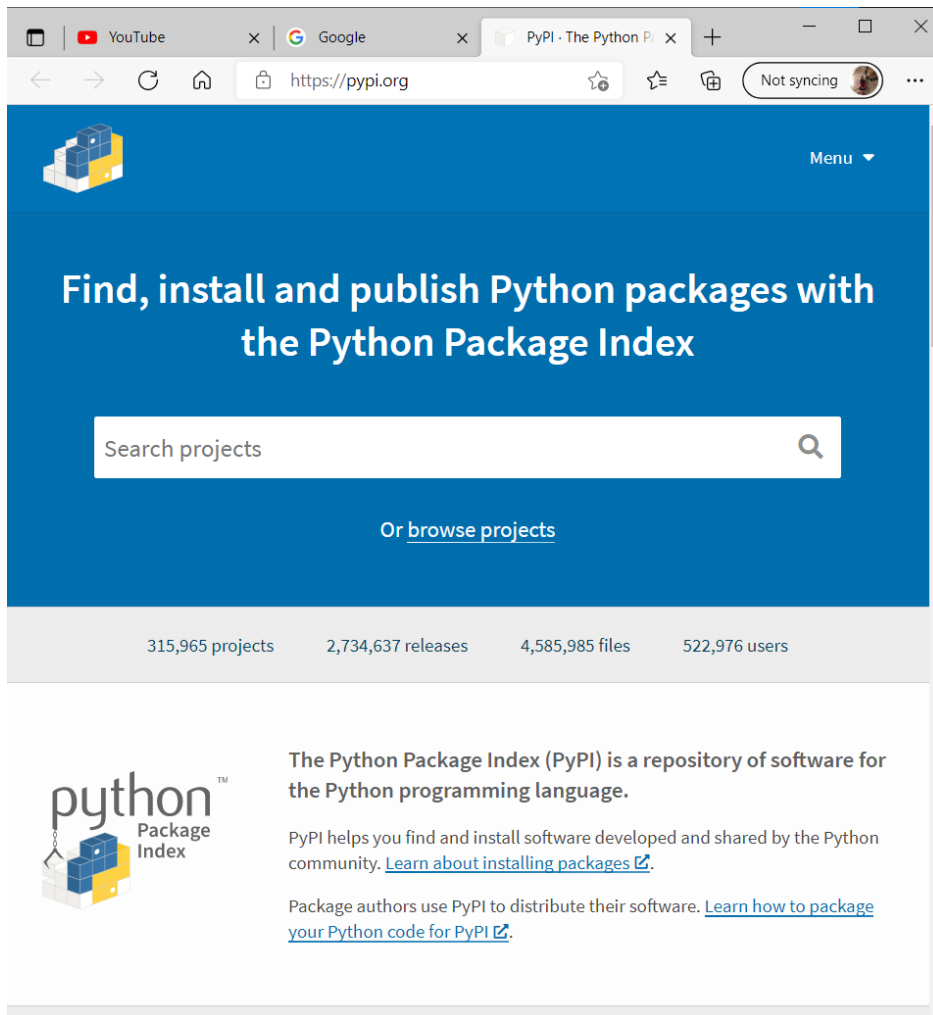 YouTube
Google
PyPI · The Python Pa
https://pypi.org
Not syncing
Menu
Find, install and publish Python packages with
the Python Package Index
Search projects
Or browse projects
315,965 projects
2,734,637 releases
4,585,985 files
522,976 users
python™
Package
Index
The Python Package Index (PyPI) is a repository of software for
the Python programming language.
PyPI helps you find and install software developed and shared by the Python
community. Learn about installing packages.
Package authors use PyPI to distribute their software. Learn how to package
your Python code for PyPI.